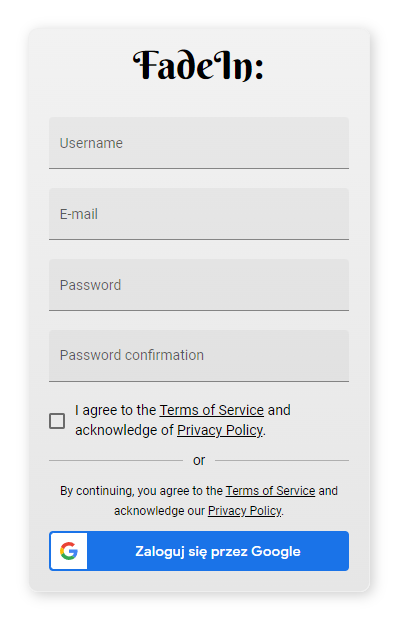 FadeIn:
Username
E-mail
Password
Password confirmation
I agree to the Terms of Service and
acknowledge of Privacy Policy.
or
By continuing, you agree to the Terms of Service and
acknowledge our Privacy Policy.
Zaloguj się przez Google